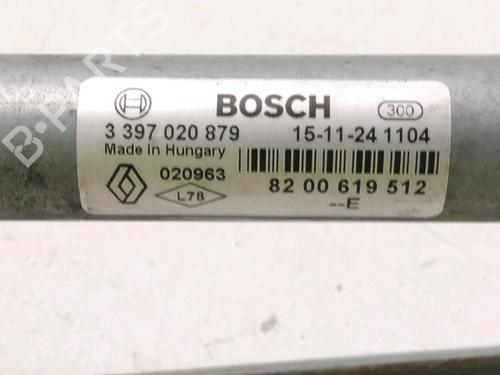 BOSCH 300
3 397 020 879 15-11-24 1104
Made in Hungary
020963
L78
82 00 619 512
--E
B-PARTS